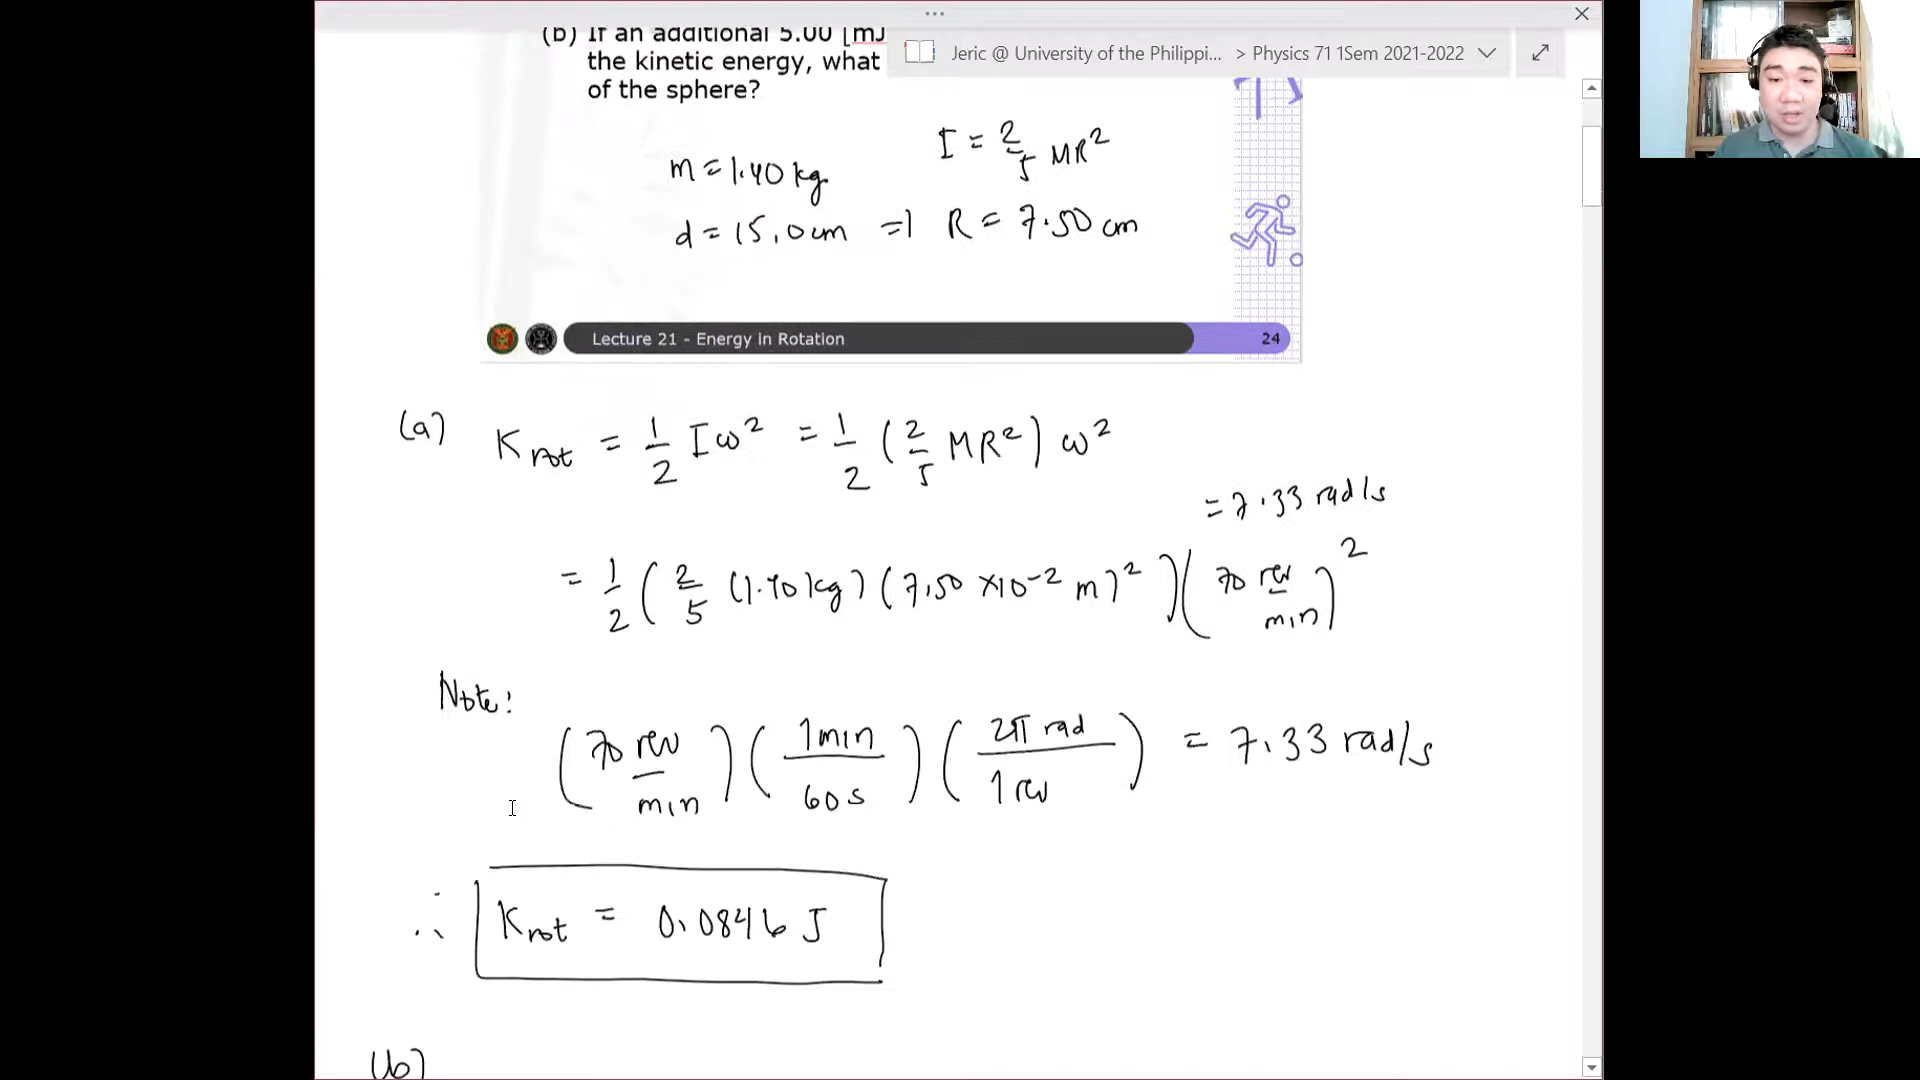 (b) If an additional 5.00 [mJ
the kinetic energy, what
of the sphere?
Jeric @ University of the Philippi... > Physics 71 1Sem 2021-2022
I = 2/5 MR²
m = 1.40 kg
d = 15.0 cm ⇒ R = 7.50 cm
Lecture 21 - Energy in Rotation 24
(a) K rot = 1/2 Iω² = 1/2 (2/5 MR²) ω²
= 7.33 rad/s
= 1/2 (2/5 (1.40 kg) (7.50 ×10⁻² m)²) (70 rev/min)²
Note:
(70 rev/min) (1 min/60 s) (2π rad/1 rev) = 7.33 rad/s
∴ Krot = 0.0846 J
(b)